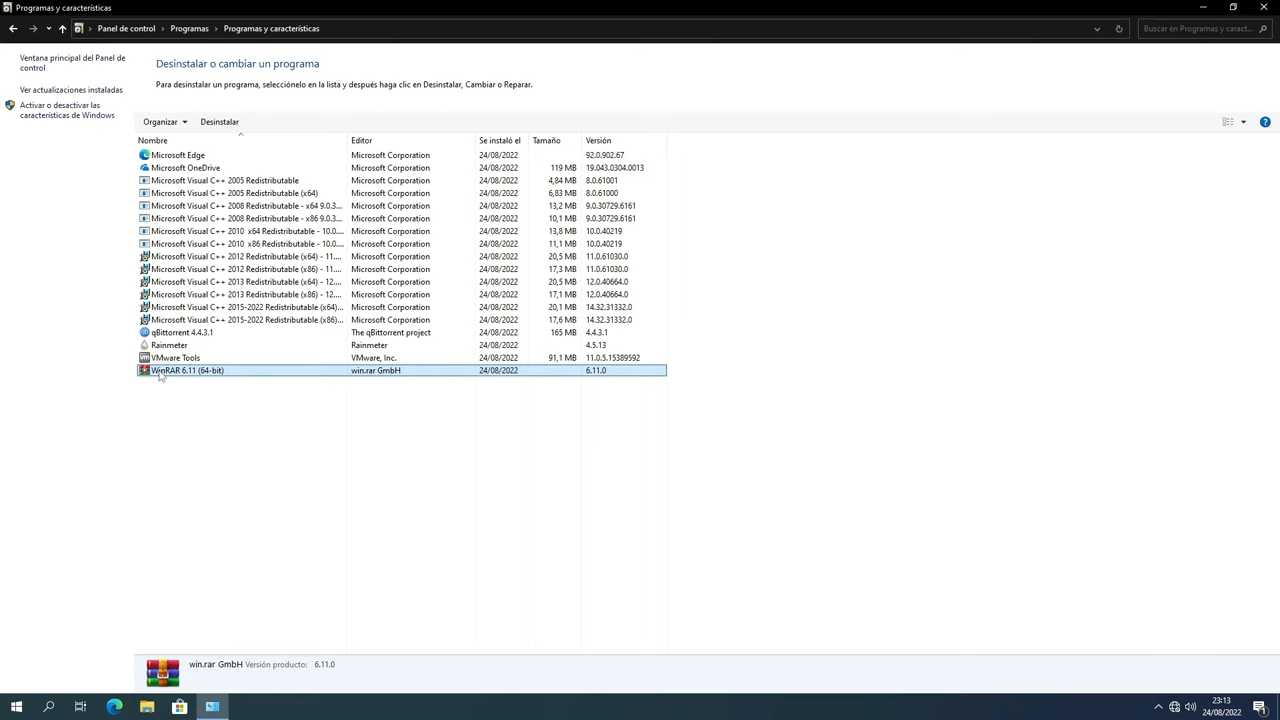 Programas y características
Panel de control > Programas > Programas y características
Buscar en Programas y caract...
Ventana principal del Panel de
control
Ver actualizaciones instaladas
Activar o desactivar las
características de Windows
Desinstalar o cambiar un programa
Para desinstalar un programa, selecciónelo en la lista y después haga clic en Desinstalar, Cambiar o Reparar.
Organizar Desinstalar
Nombre Editor Se instaló el Tamaño Versión
Microsoft Edge Microsoft Corporation 24/08/2022 92.0.902.67
Microsoft OneDrive Microsoft Corporation 24/08/2022 119 MB 19.043.0304.0013
Microsoft Visual C++ 2005 Redistributable Microsoft Corporation 24/08/2022 4,84 MB 8.0.61001
Microsoft Visual C++ 2005 Redistributable (x64) Microsoft Corporation 24/08/2022 6,83 MB 8.0.61000
Microsoft Visual C++ 2008 Redistributable - x64 9.0.3... Microsoft Corporation 24/08/2022 13,2 MB 9.0.30729.6161
Microsoft Visual C++ 2008 Redistributable - x86 9.0.3... Microsoft Corporation 24/08/2022 10,1 MB 9.0.30729.6161
Microsoft Visual C++ 2010 x64 Redistributable - 10.0.... Microsoft Corporation 24/08/2022 13,8 MB 10.0.40219
Microsoft Visual C++ 2010 x86 Redistributable - 10.0.... Microsoft Corporation 24/08/2022 11,1 MB 10.0.40219
Microsoft Visual C++ 2012 Redistributable (x64) - 11.... Microsoft Corporation 24/08/2022 20,5 MB 11.0.61030.0
Microsoft Visual C++ 2012 Redistributable (x86) - 11.... Microsoft Corporation 24/08/2022 17,3 MB 11.0.61030.0
Microsoft Visual C++ 2013 Redistributable (x64) - 12.... Microsoft Corporation 24/08/2022 20,5 MB 12.0.40664.0
Microsoft Visual C++ 2013 Redistributable (x86) - 12.... Microsoft Corporation 24/08/2022 17,1 MB 12.0.40664.0
Microsoft Visual C++ 2015-2022 Redistributable (x64)... Microsoft Corporation 24/08/2022 20,1 MB 14.32.31332.0
Microsoft Visual C++ 2015-2022 Redistributable (x86)... Microsoft Corporation 24/08/2022 17,6 MB 14.32.31332.0
qBittorrent 4.4.3.1 The qBittorrent project 24/08/2022 165 MB 4.4.3.1
Rainmeter Rainmeter 24/08/2022 4.5.13
VMware Tools VMware, Inc. 24/08/2022 91,1 MB 11.0.5.15389592
WinRAR 6.11 (64-bit) win.rar GmbH 24/08/2022 6.11.0
win.rar GmbH Versión producto: 6.11.0
23:13
24/08/2022